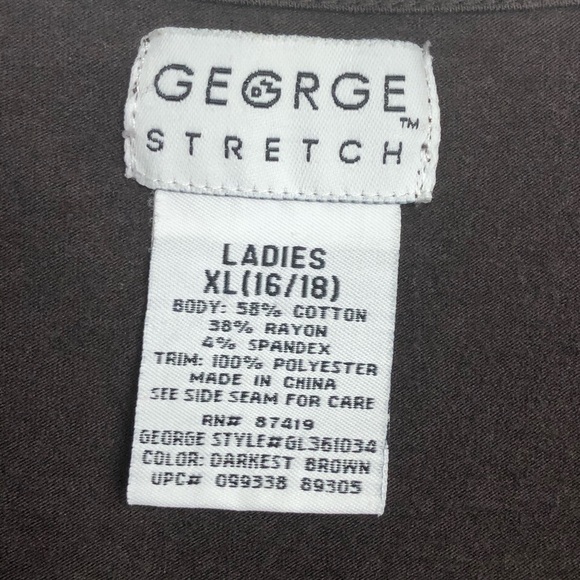 GEORGE
STRETCH™
LADIES
XL(16/18)
BODY: 58% COTTON
38% RAYON
4% SPANDEX
TRIM: 100% POLYESTER
MADE IN CHINA
SEE SIDE SEAM FOR CARE
RN# 87419
GEORGE STYLE#GL361034
COLOR: DARKEST BROWN
UPC# 099338 89305